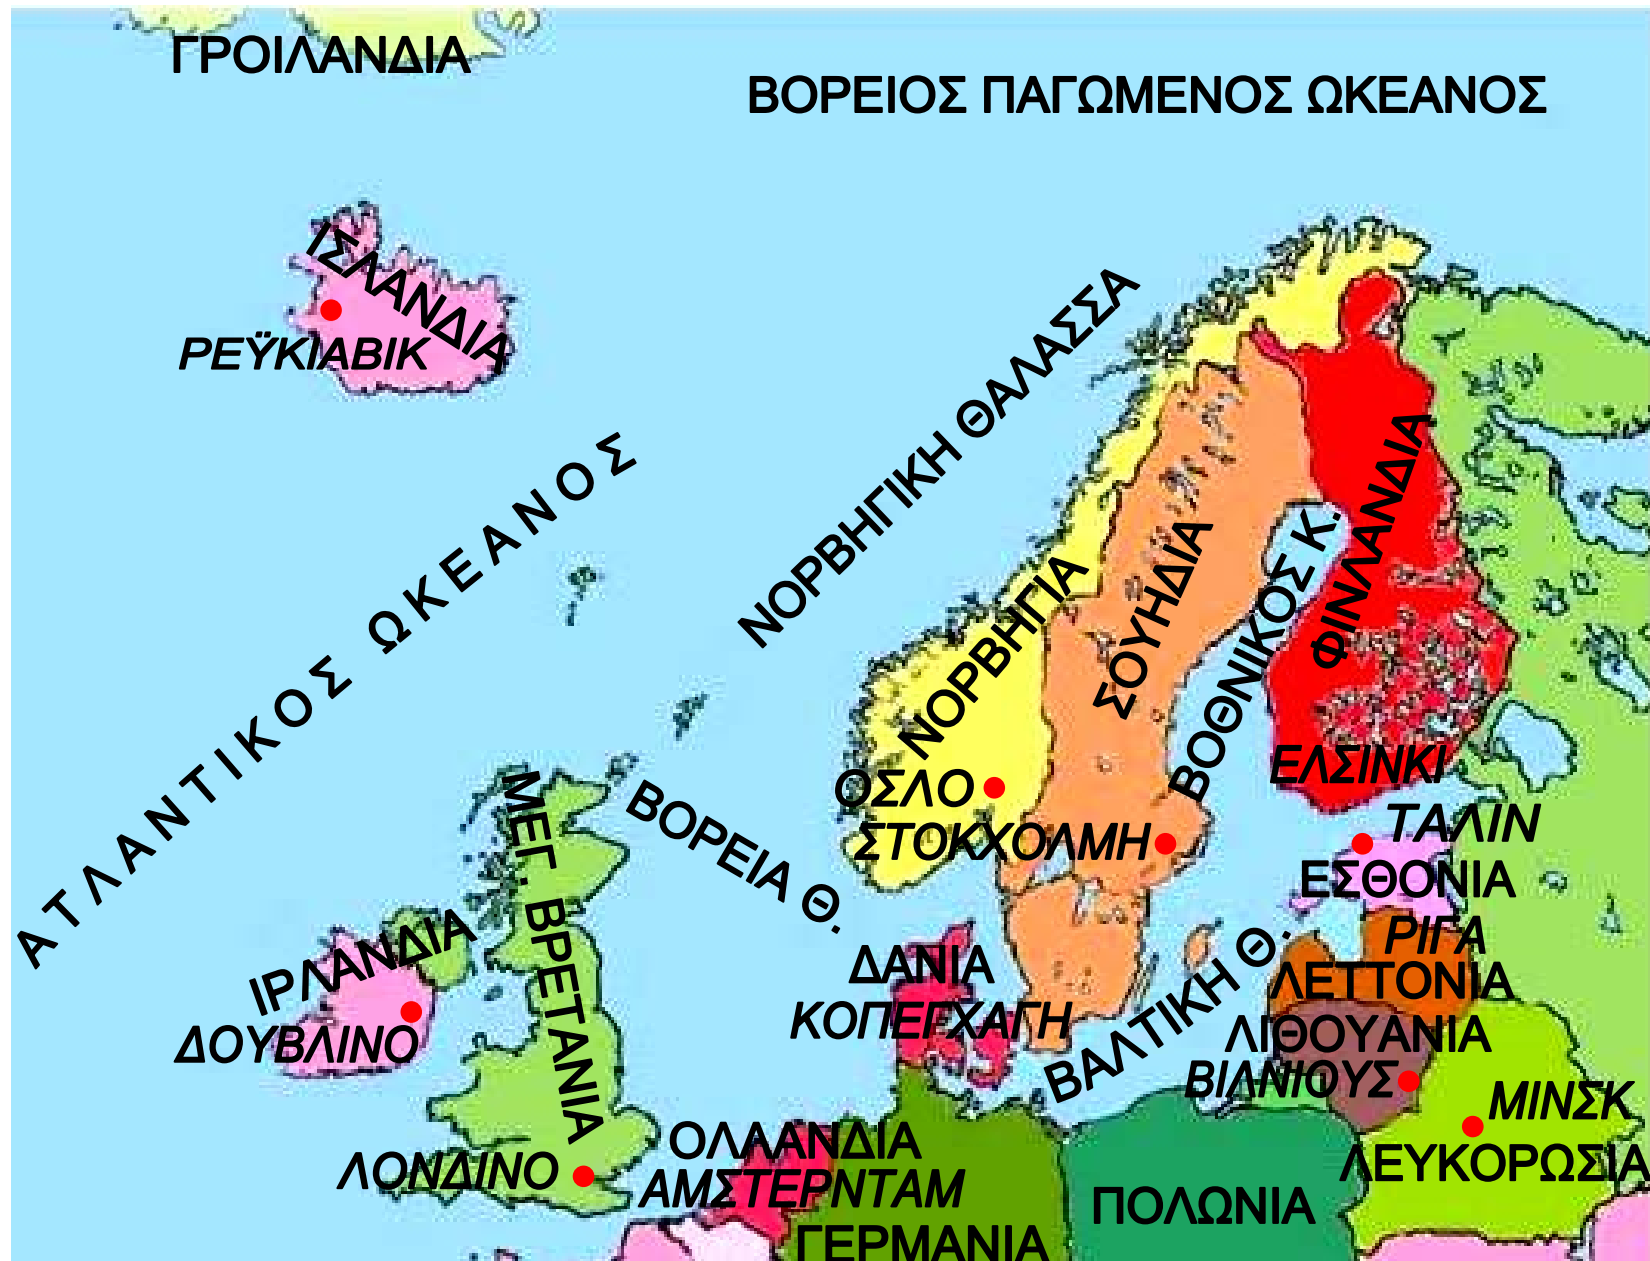 ΓΡΟΙΛΑΝΔΙΑ
ΒΟΡΕΙΟΣ ΠΑΓΩΜΕΝΟΣ ΩΚΕΑΝΟΣ
ΙΣΛΑΝΔΙΑ
ΡΕΫΚΙΑΒΙΚ
ΝΟΡΒΗΓΙΚΗ ΘΑΛΑΣΣΑ
ΑΤΛΑΝΤΙΚΟΣ ΩΚΕΑΝΟΣ
ΝΟΡΒΗΓΙΑ
ΣΟΥΗΔΙΑ
ΒΟΘΝΙΚΟΣ Κ.
ΦΙΝΛΑΝΔΙΑ
ΕΛΣΙΝΚΙ
ΟΣΛΟ
ΣΤΟΚΧΟΛΜΗ
ΤΑΛΙΝ
ΕΣΘΟΝΙΑ
ΜΕΓ. ΒΡΕΤΑΝΙΑ
ΒΟΡΕΙΑ Θ.
ΙΡΛΑΝΔΙΑ
ΔΟΥΒΛΙΝΟ
ΔΑΝΙΑ
ΚΟΠΕΓΧΑΓΗ
ΒΑΛΤΙΚΗ Θ.
ΡΙΓΑ
ΛΕΤΤΟΝΙΑ
ΛΙΘΟΥΑΝΙΑ
ΒΙΛΝΙΟΥΣ
ΜΙΝΣΚ
ΛΕΥΚΟΡΩΣΙΑ
ΛΟΝΔΙΝΟ
ΟΛΛΑΝΔΙΑ
ΑΜΣΤΕΡΝΤΑΜ
ΓΕΡΜΑΝΙΑ
ΠΟΛΩΝΙΑ